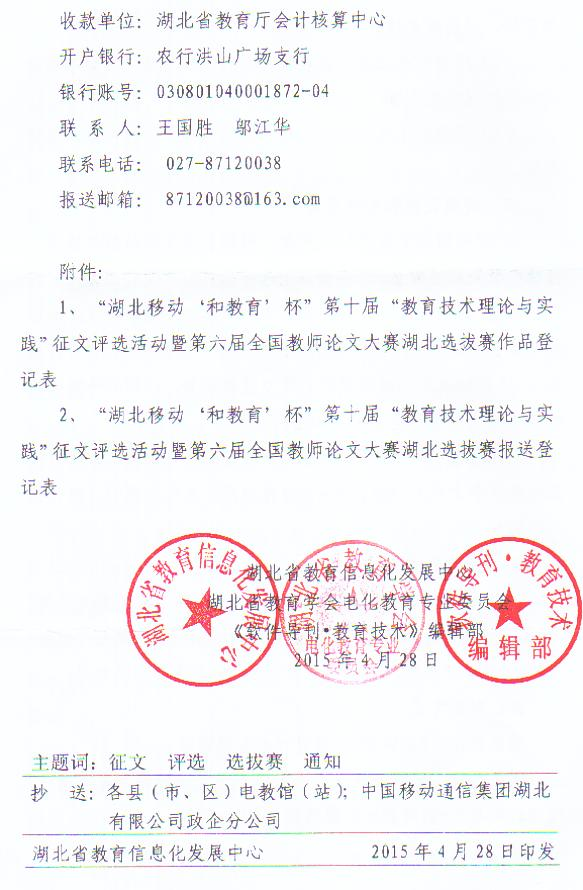 收款单位：湖北省教育厅会计核算中心
开户银行：农行洪山广场支行
银行账号：030801040001872-04
联 系 人：王国胜　邬江华
联系电话： 027-87120038
报送邮箱： 87120038@163.com
附件：
1、“湖北移动‘和教育’杯”第十届“教育技术理论与实
践”征文评选活动暨第六届全国教师论文大赛湖北选拔赛作品登
记表
2、“湖北移动‘和教育’杯”第十届“教育技术理论与实
践”征文评选活动暨第六届全国教师论文大赛湖北选拔赛报送登
记表
湖北省教育信息化发展中心
湖北省教育学会电化教育专业委员会
《软件导刊•教育技术》编辑部
2015 年 4 月 28 日
湖北省教育信息化发展中心
湖北省教育学会
电化教育专业
委员会
软件导刊·教育技术
编辑部
主题词：征文　评选　选拔赛　通知
抄　送：各县（市、区）电教馆（站）；中国移动通信集团湖北
有限公司政企分公司
湖北省教育信息化发展中心　2015 年 4 月 28 日印发